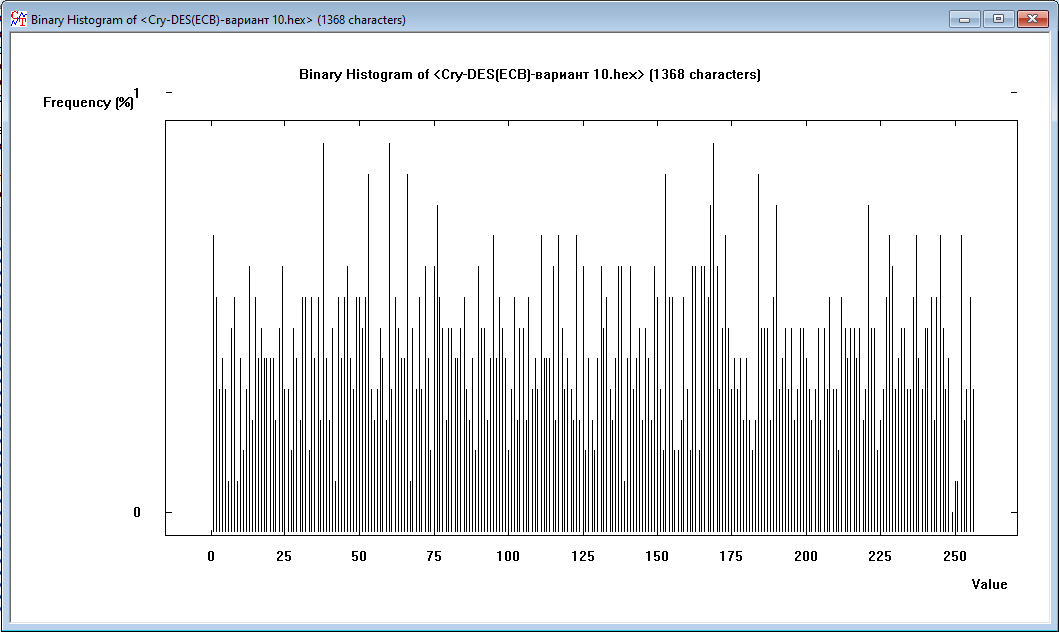 Binary Histogram of <Cry-DES(ECB)-вариант 10.hex> (1368 characters)
Binary Histogram of <Cry-DES(ECB)-вариант 10.hex> (1368 characters)
Frequency (%)
1
0
0 25 50 75 100 125 150 175 200 225 250
Value